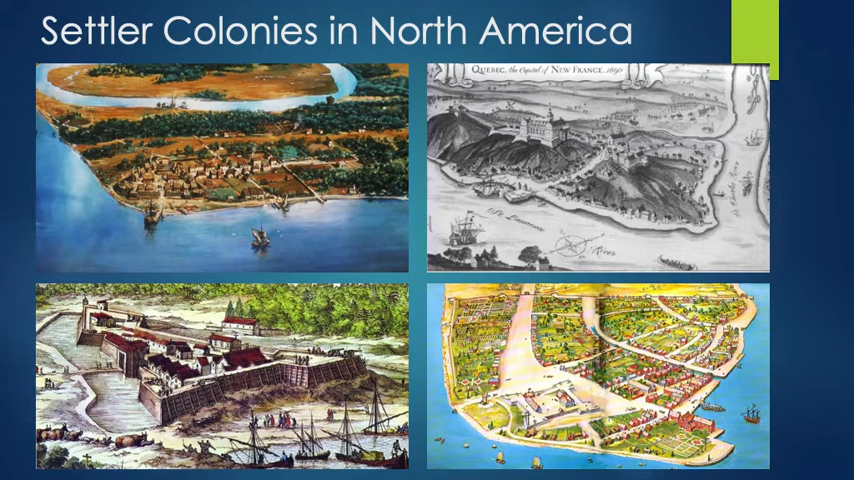 Settler Colonies in North America
QUEBEC, the Capital of NEW FRANCE, 1690